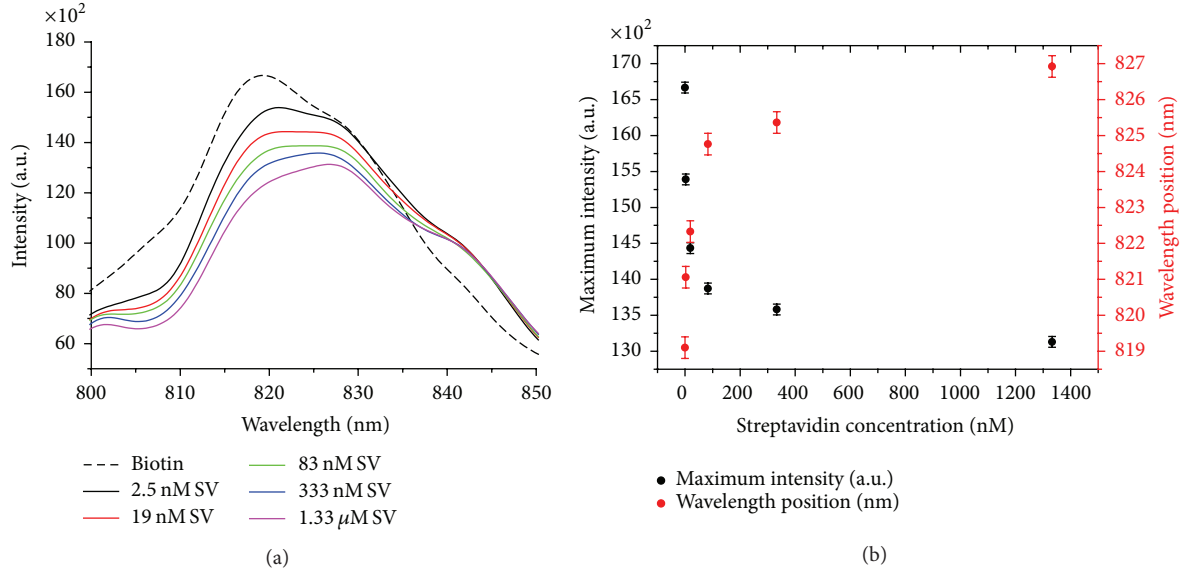 ×10²
180
160
140
120
100
80
60
Intensity (a.u.)
800 810 820 830 840 850
Wavelength (nm)
Biotin
2.5 nM SV
19 nM SV
83 nM SV
333 nM SV
1.33 μM SV
(a)
×10²
170
165
160
155
150
145
140
135
130
Maximum intensity (a.u.)
827
826
825
824
823
822
821
820
819
Wavelength position (nm)
0 200 400 600 800 1000 1200 1400
Streptavidin concentration (nM)
Maximum intensity (a.u.)
Wavelength position (nm)
(b)